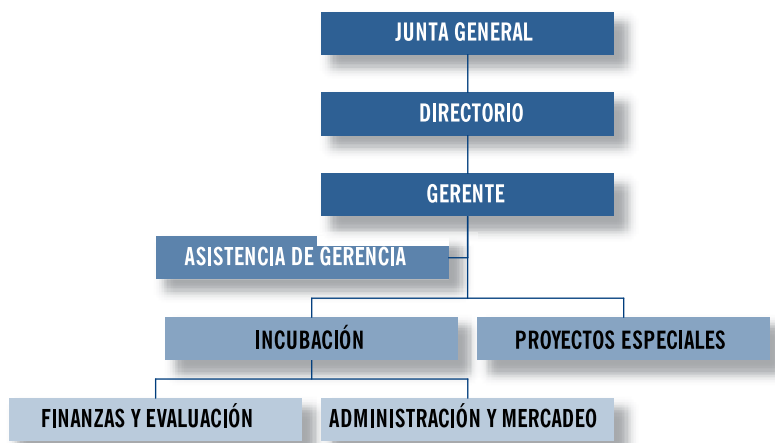 JUNTA GENERAL
DIRECTORIO
GERENTE
ASISTENCIA DE GERENCIA
INCUBACIÓN
PROYECTOS ESPECIALES
FINANZAS Y EVALUACIÓN
ADMINISTRACIÓN Y MERCADEO